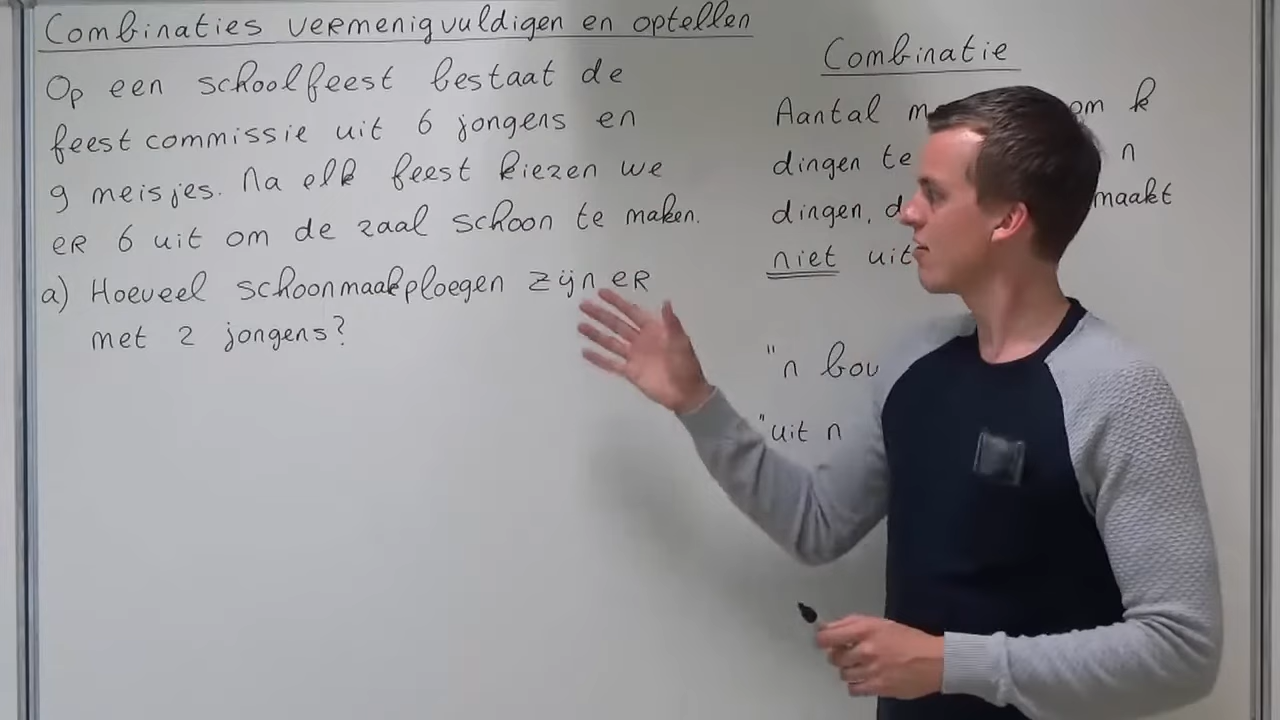 Combinaties vermenigvuldigen en optellen
Op een schoolfeest bestaat de
feestcommissie uit 6 jongens en
9 meisjes. Na elk feest kiezen we
er 6 uit om de zaal schoon te maken.
a) Hoeveel schoonmaakploegen zijn er
met 2 jongens?
Combinatie
Aantal om k
dingen te n
dingen, maakt
niet uit
"n
"uit n